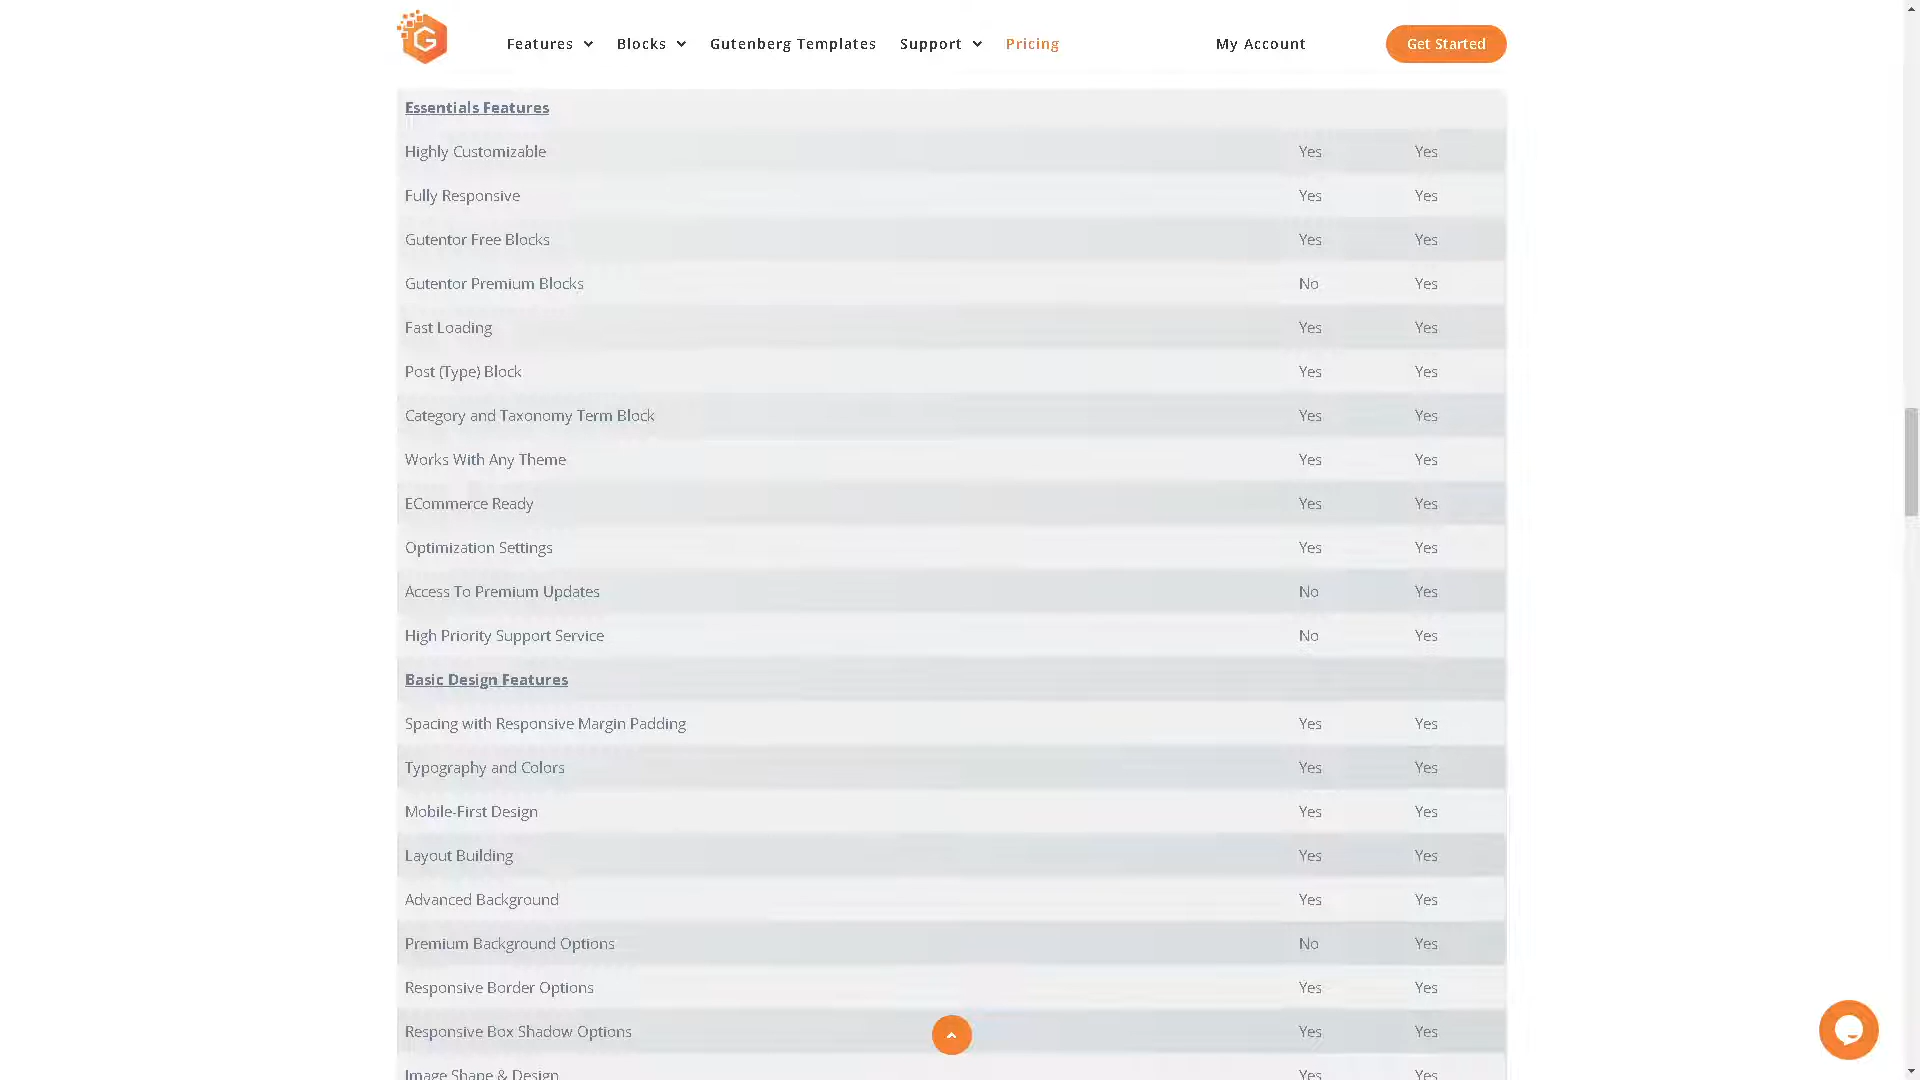 Features Blocks Gutenberg Templates Support Pricing My Account Get Started
Essentials Features
Highly Customizable Yes Yes
Fully Responsive Yes Yes
Gutentor Free Blocks Yes Yes
Gutentor Premium Blocks No Yes
Fast Loading Yes Yes
Post (Type) Block Yes Yes
Category and Taxonomy Term Block Yes Yes
Works With Any Theme Yes Yes
ECommerce Ready Yes Yes
Optimization Settings Yes Yes
Access To Premium Updates No Yes
High Priority Support Service No Yes
Basic Design Features
Spacing with Responsive Margin Padding Yes Yes
Typography and Colors Yes Yes
Mobile-First Design Yes Yes
Layout Building Yes Yes
Advanced Background Yes Yes
Premium Background Options No Yes
Responsive Border Options Yes Yes
Responsive Box Shadow Options Yes Yes
Image Shape & Design Yes Yes